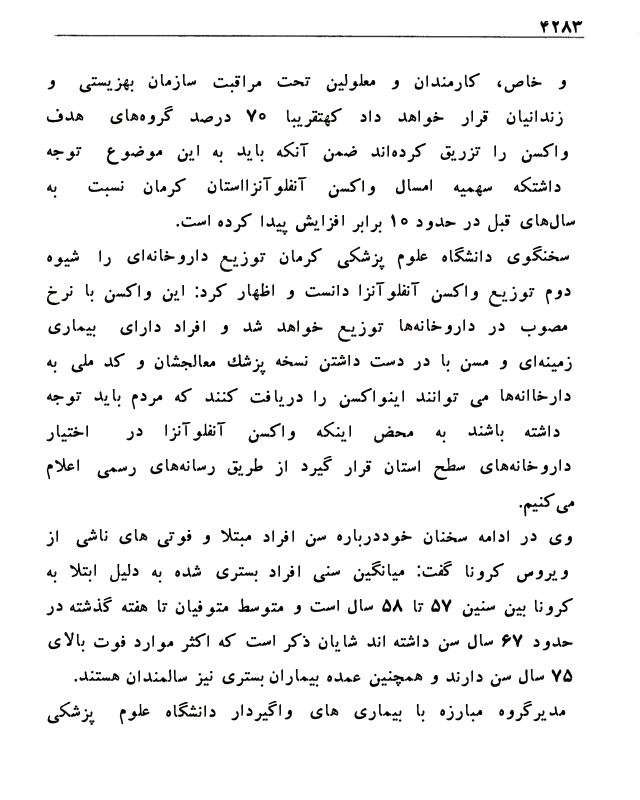 ۴۲۸۳
و خاص، کارمندان و معلولین تحت مراقبت سازمان بهزیستی و
زندانیان قرار خواهد داد کهتقریبا ۷۰ درصد گروه‌های هدف
واکسن را تزریق کرده‌اند ضمن آنکه باید به این موضوع توجه
داشتکه سهمیه امسال واکسن آنفلوآنزااستان کرمان نسبت به
سال‌های قبل در حدود ۱۰ برابر افزایش پیدا کرده است.
سخنگوی دانشگاه علوم پزشکی کرمان توزیع داروخانه‌ای را شیوه
دوم توزیع واکسن آنفلوآنزا دانست و اظهار کرد: این واکسن با نرخ
مصوب در داروخانه‌ها توزیع خواهد شد و افراد دارای بیماری
زمینه‌ای و مسن با در دست داشتن نسخه پزشك معالجشان و کد ملی به
دارخاانه‌ها می توانند اینواکسن را دریافت کنند که مردم باید توجه
داشته باشند به محض اینکه واکسن آنفلوآنزا در اختیار
داروخانه‌های سطح استان قرار گیرد از طریق رسانه‌های رسمی اعلام
می‌کنیم.
وی در ادامه سخنان خوددرباره سن افراد مبتلا و فوتی های ناشی از
ویروس کرونا گفت: میانگین سنی افراد بستری شده به دلیل ابتلا به
کرونا بین سنین ۵۷ تا ۵۸ سال است و متوسط متوفیان تا هفته گذشته در
حدود ۶۷ سال سن داشته اند شایان ذکر است که اکثر موارد فوت بالای
۷۵ سال سن دارند و همچنین عمده بیماران بستری نیز سالمندان هستند.
مدیرگروه مبارزه با بیماری های واگیردار دانشگاه علوم پزشکی